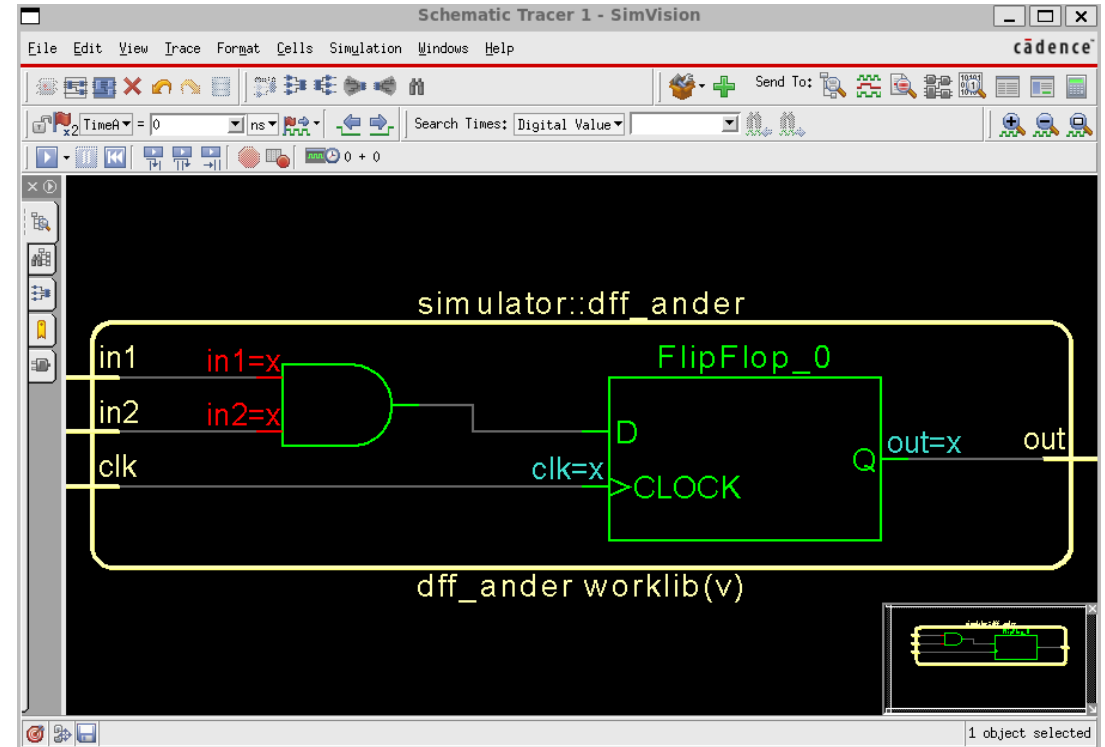 Schematic Tracer 1 - SimVision
File Edit View Trace Format Cells Simulation Windows Help
cādence
Send To:
x2 TimeA = 0 ns Search Times: Digital Value
0 + 0
simulator::dff_ander
in1 in1=x FlipFlop_0
in2 in2=x D
out=x out
clk clk=x Q
CLOCK
dff_ander worklib(v)
1 object selected